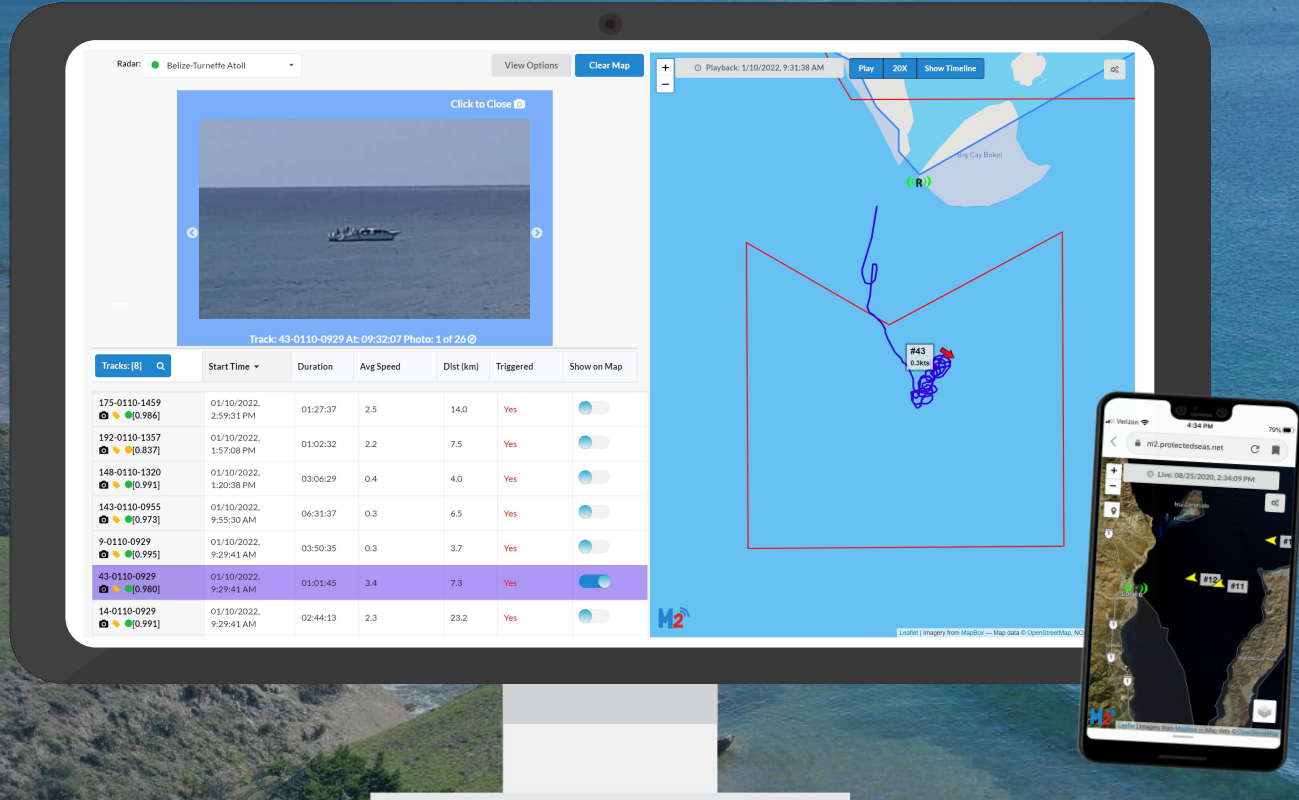 Radar: Belize-Turneffe Atoll
View Options
Clear Map
Click to Close
Track: 43-0110-0929 At: 09:32:07 Photo: 1 of 26
Tracks: [8] Start Time Duration Avg Speed Dist (km) Triggered Show on Map
175-0110-1459 01/10/2022, 01:27:37 2.5 14.0 Yes
[0.986] 2:59:31 PM
192-0110-1357 01/10/2022, 01:02:32 2.2 7.5 Yes
[0.837] 1:57:08 PM
148-0110-1320 01/10/2022, 03:06:29 0.4 4.0 Yes
[0.991] 1:20:38 PM
143-0110-0955 01/10/2022, 06:31:37 0.3 6.5 Yes
[0.973] 9:55:30 AM
9-0110-0929 01/10/2022, 03:50:35 0.3 3.7 Yes
[0.995] 9:29:41 AM
43-0110-0929 01/10/2022, 01:01:45 3.4 7.3 Yes
[0.980] 9:29:41 AM
14-0110-0929 01/10/2022, 02:44:13 2.3 23.2 Yes
[0.991] 9:29:41 AM
+
−
Playback: 1/10/2022, 9:31:38 AM
Play 20X Show Timeline
Big Cay Bokel
((R))
#43
0.3kts
M2
Leaflet | Imagery from MapBox — Map data © OpenStreetMap, NO
Verizon 4:34 PM 79%
m2.protectedseas.net
+
−
Live: 08/25/2020, 2:34:09 PM
#12
#11
Loreto
1
M2
Leaflet | Imagery from Mapbox — Map data © OpenStreetMap